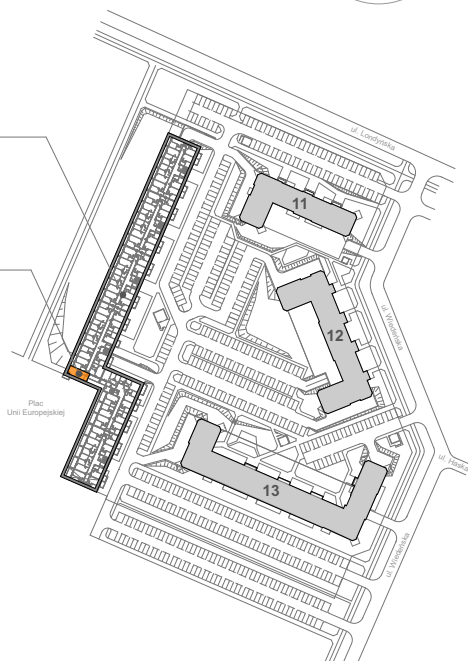 ul. Londyńska
11
ul. Wiedeńska
12
Plac
Unii Europejskiej
ul. Haska
13
ul. Wiedeńska